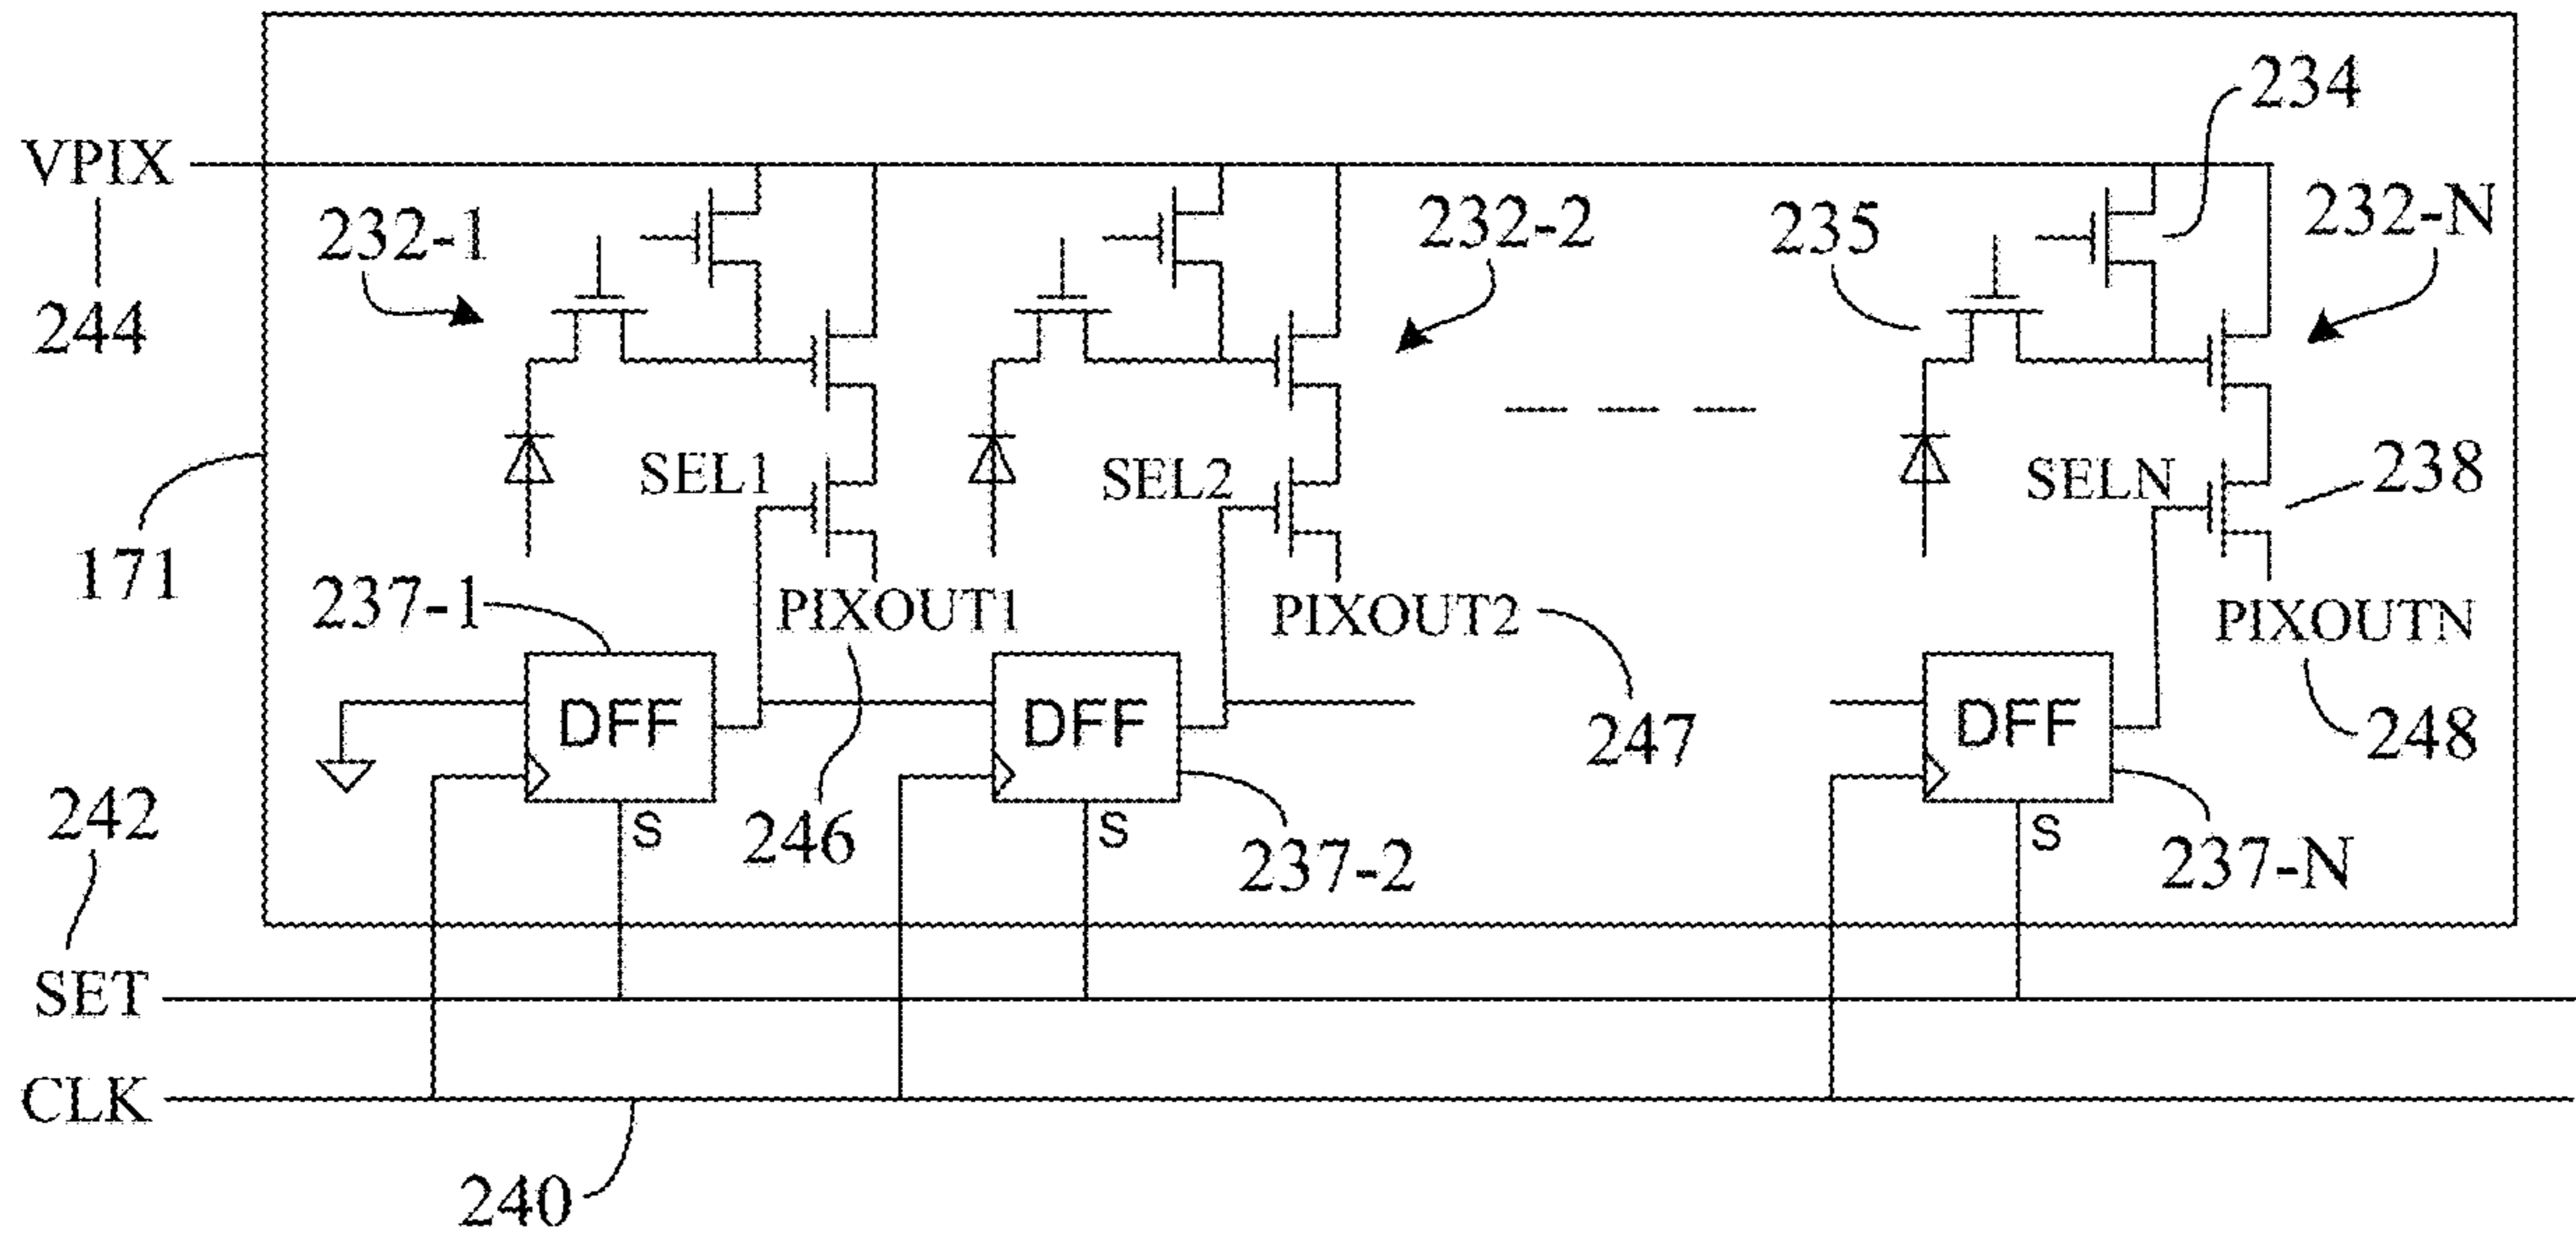 234
VPIX
232-1
232-2
235
232-N
244
SEL1
SEL2
SELN
238
171
237-1
PIXOUT1
PIXOUT2
PIXOUTN
DFF
DFF
DFF
247
248
242
S
246
S
237-2
S
237-N
SET
CLK
240